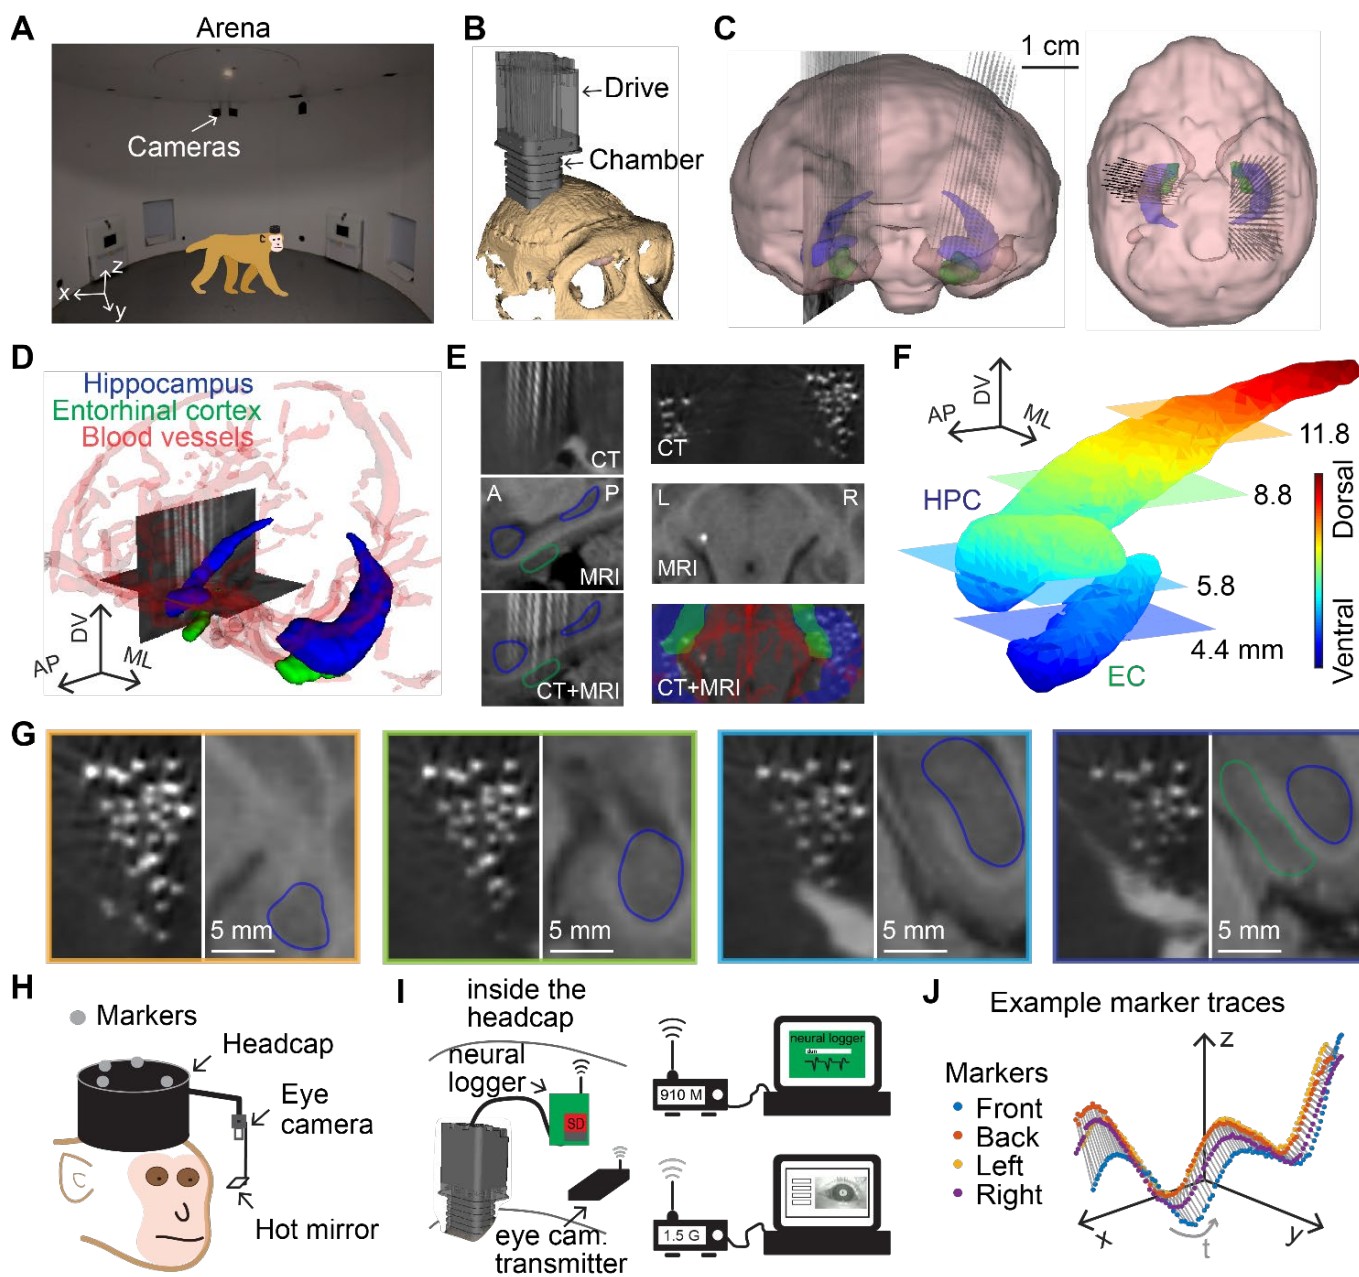 A
Arena
Cameras
z
x
y
B
Drive
Chamber
C
1 cm
D
Hippocampus
Entorhinal cortex
Blood vessels
DV
AP
ML
E
CT
CT
A
P
MRI
L
R
MRI
CT+MRI
CT+MRI
F
DV
AP
ML
HPC
11.8
8.8
5.8
4.4 mm
EC
Dorsal
Ventral
G
5 mm
5 mm
5 mm
5 mm
H
Markers
Headcap
Eye
camera
Hot mirror
I
inside the
headcap
neural
logger
SD
eye cam.
transmitter
910 M
neural logger
1.5 G
J
Example marker traces
Markers
Front
Back
Left
Right
z
x
y
t